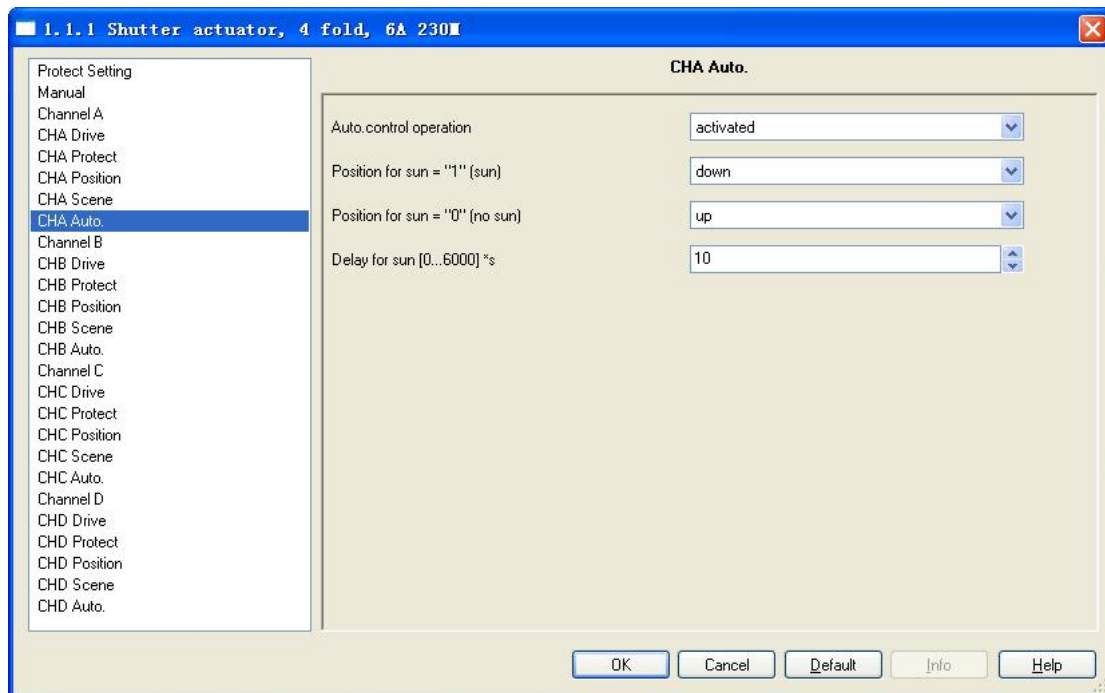 1.1.1 Shutter actuator, 4 fold, 6A 230M
Protect Setting
Manual
Channel A
CHA Drive
CHA Protect
CHA Position
CHA Scene
CHA Auto.
Channel B
CHB Drive
CHB Protect
CHB Position
CHB Scene
CHB Auto.
Channel C
CHC Drive
CHC Protect
CHC Position
CHC Scene
CHC Auto.
Channel D
CHD Drive
CHD Protect
CHD Position
CHD Scene
CHD Auto.
CHA Auto.
Auto.control operation activated
Position for sun = "1" (sun) down
Position for sun = "0" (no sun) up
Delay for sun [0...6000] *s 10
OK Cancel Default Info Help